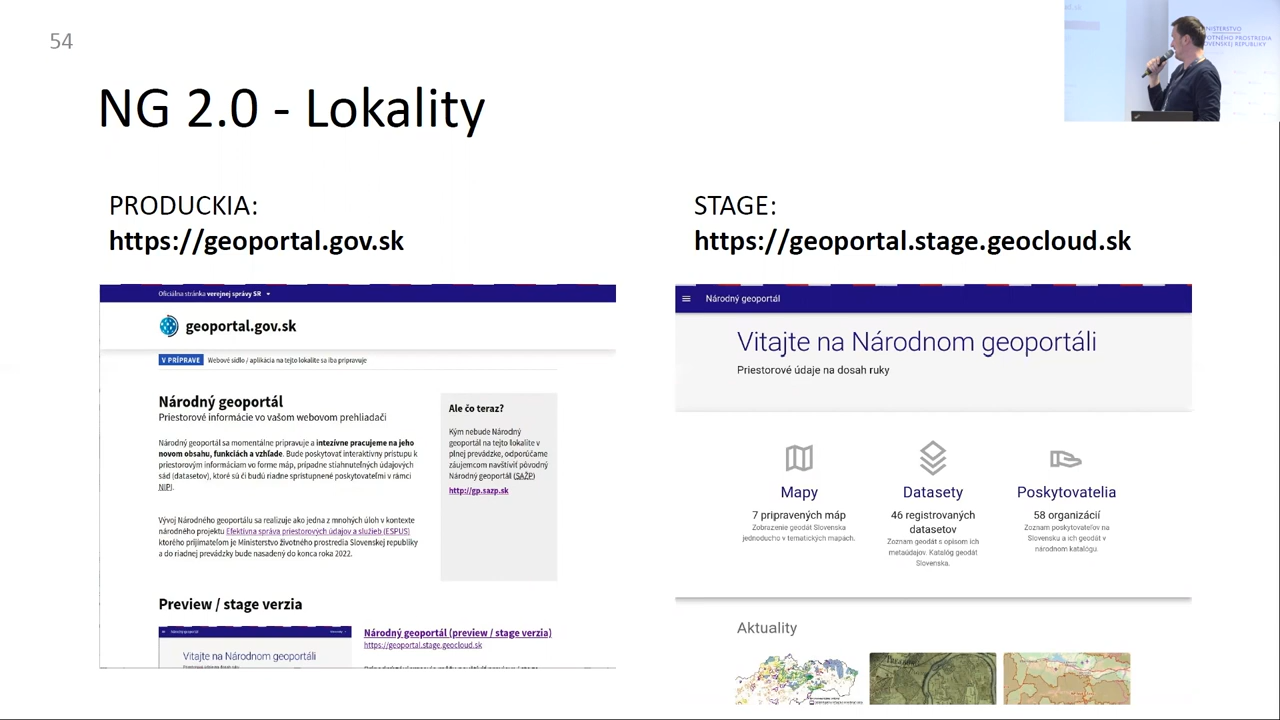 54
NG 2.0 - Lokality
MINISTERSTVO
ŽIVOTNÉHO PROSTREDIA
SLOVENSKEJ REPUBLIKY
PRODUCKIA:
https://geoportal.gov.sk
Oficiálna stránka verejnej správy SR
geoportal.gov.sk
V PRÍPRAVE Webové sídlo / aplikácia na tejto lokalite sa iba pripravuje
Národný geoportál
Priestorové informácie vo vašom webovom prehliadači
Národný geoportál sa momentálne pripravuje a intezívne pracujeme na jeho
novom obsahu, funkciách a vzhľade. Bude poskytovať interaktívny prístup k
priestorovým informáciam vo forme máp, prípadne stiahnuteľných údajových
sád (datasetov), ktoré sú či budú riadne sprístupnené poskytovateľmi v rámci
NIPI.
Vývoj Národného geoportálu sa realizuje ako jedna z mnohých úloh v kontexte
národného projektu Efektívna správa priestorových údajov a služieb (ESPUS)
ktorého prijímateľom je Ministerstvo životného prostredia Slovenskej republiky
a do riadnej prevádzky bude nasadený do konca roka 2022.
Ale čo teraz?
Kým nebude Národný
geoportál na tejto lokalite v
plnej prevádzke, odporúčame
záujemcom navštíviť pôvodný
Národný geoportál (SAŽP)
http://gp.sazp.sk
Preview / stage verzia
Vitajte na Národnom geoportáli
Národný geoportál (preview / stage verzia)
https://geoportal.stage.geocloud.sk
STAGE:
https://geoportal.stage.geocloud.sk
Národný geoportál
Vitajte na Národnom geoportáli
Priestorové údaje na dosah ruky
Mapy
7 pripravených máp
Zobrazenie geodát Slovenska
jednoducho v tematických mapách.
Datasety
46 registrovaných
datasetov
Zoznam geodát s opisom ich
metaúdajov. Katalóg geodát
Slovenska.
Poskytovatelia
58 organizácií
Zoznam poskytovateľov na
Slovensku a ich geodát v
národnom katalógu.
Aktuality